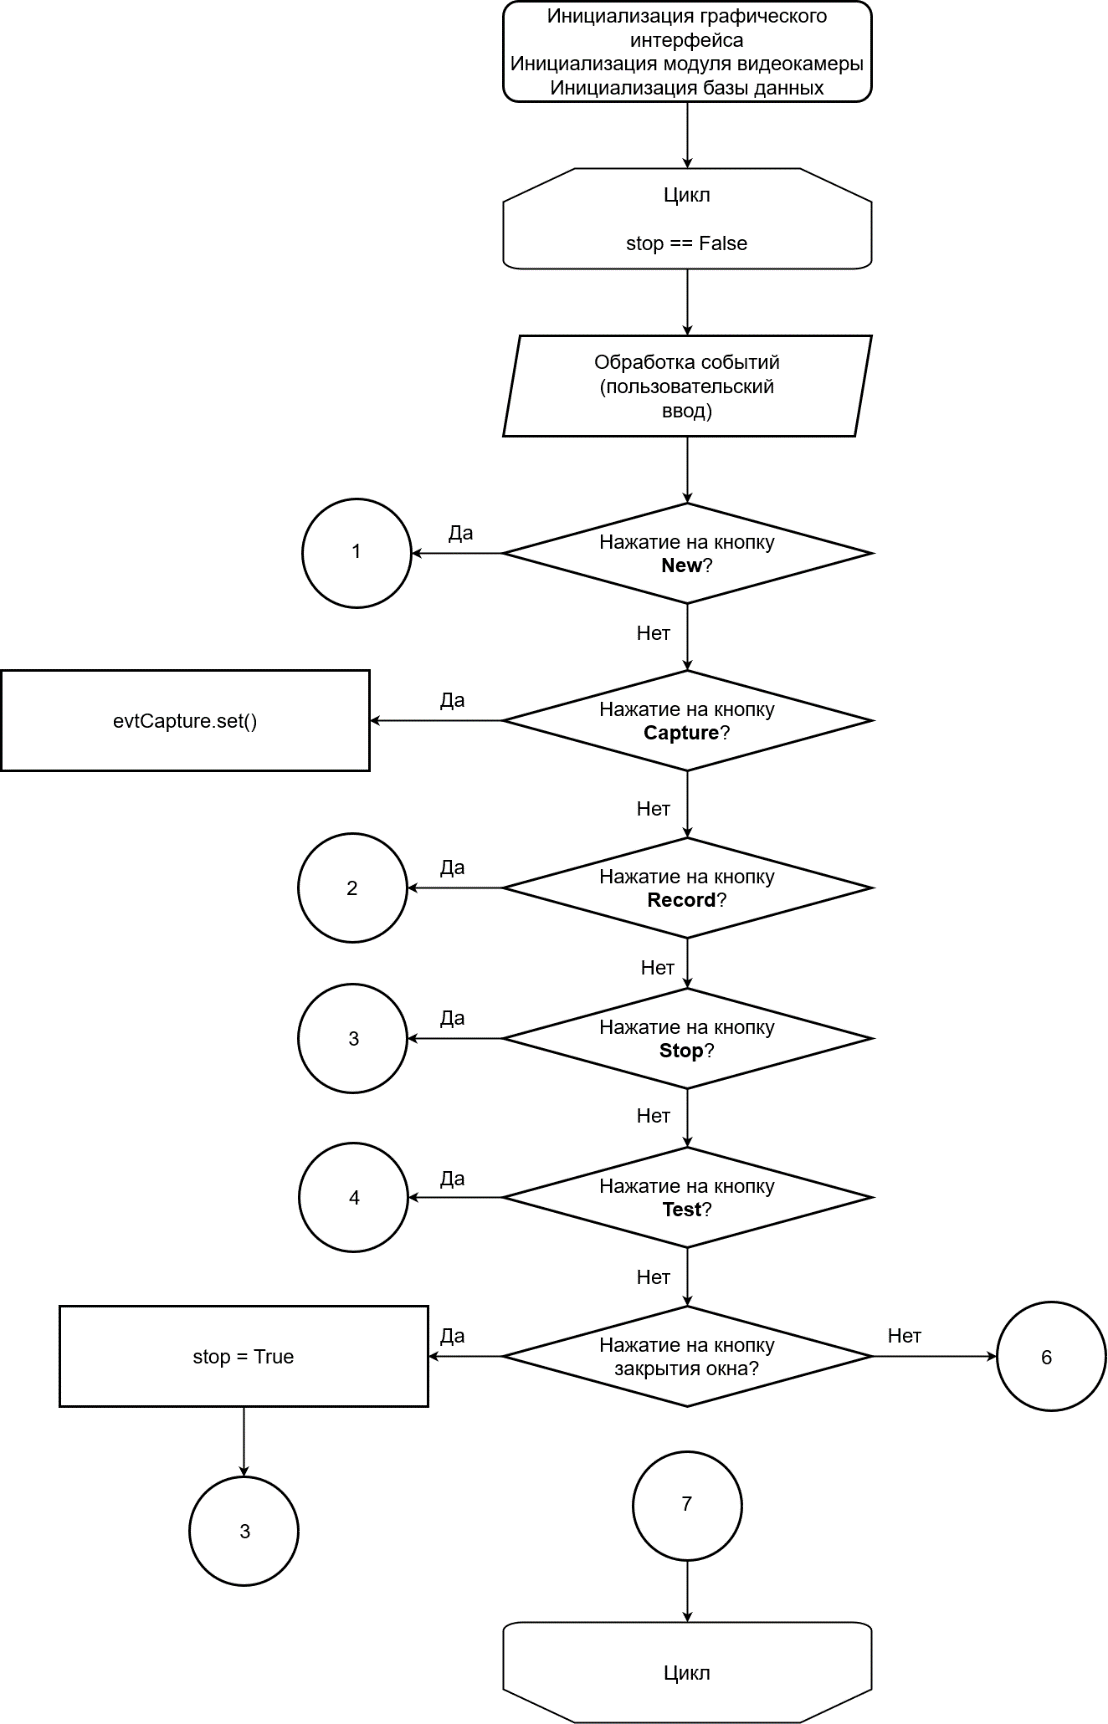 Инициализация графического
интерфейса
Инициализация модуля видеокамеры
Инициализация базы данных
Цикл
stop == False
Обработка событий
(пользовательский
ввод)
Да
1
Нажатие на кнопку
New?
Нет
evtCapture.set()
Да
Нажатие на кнопку
Capture?
Нет
2
Да
Нажатие на кнопку
Record?
Нет
3
Да
Нажатие на кнопку
Stop?
Нет
4
Да
Нажатие на кнопку
Test?
Нет
stop = True
Да
Нажатие на кнопку
закрытия окна?
Нет
6
3
7
Цикл